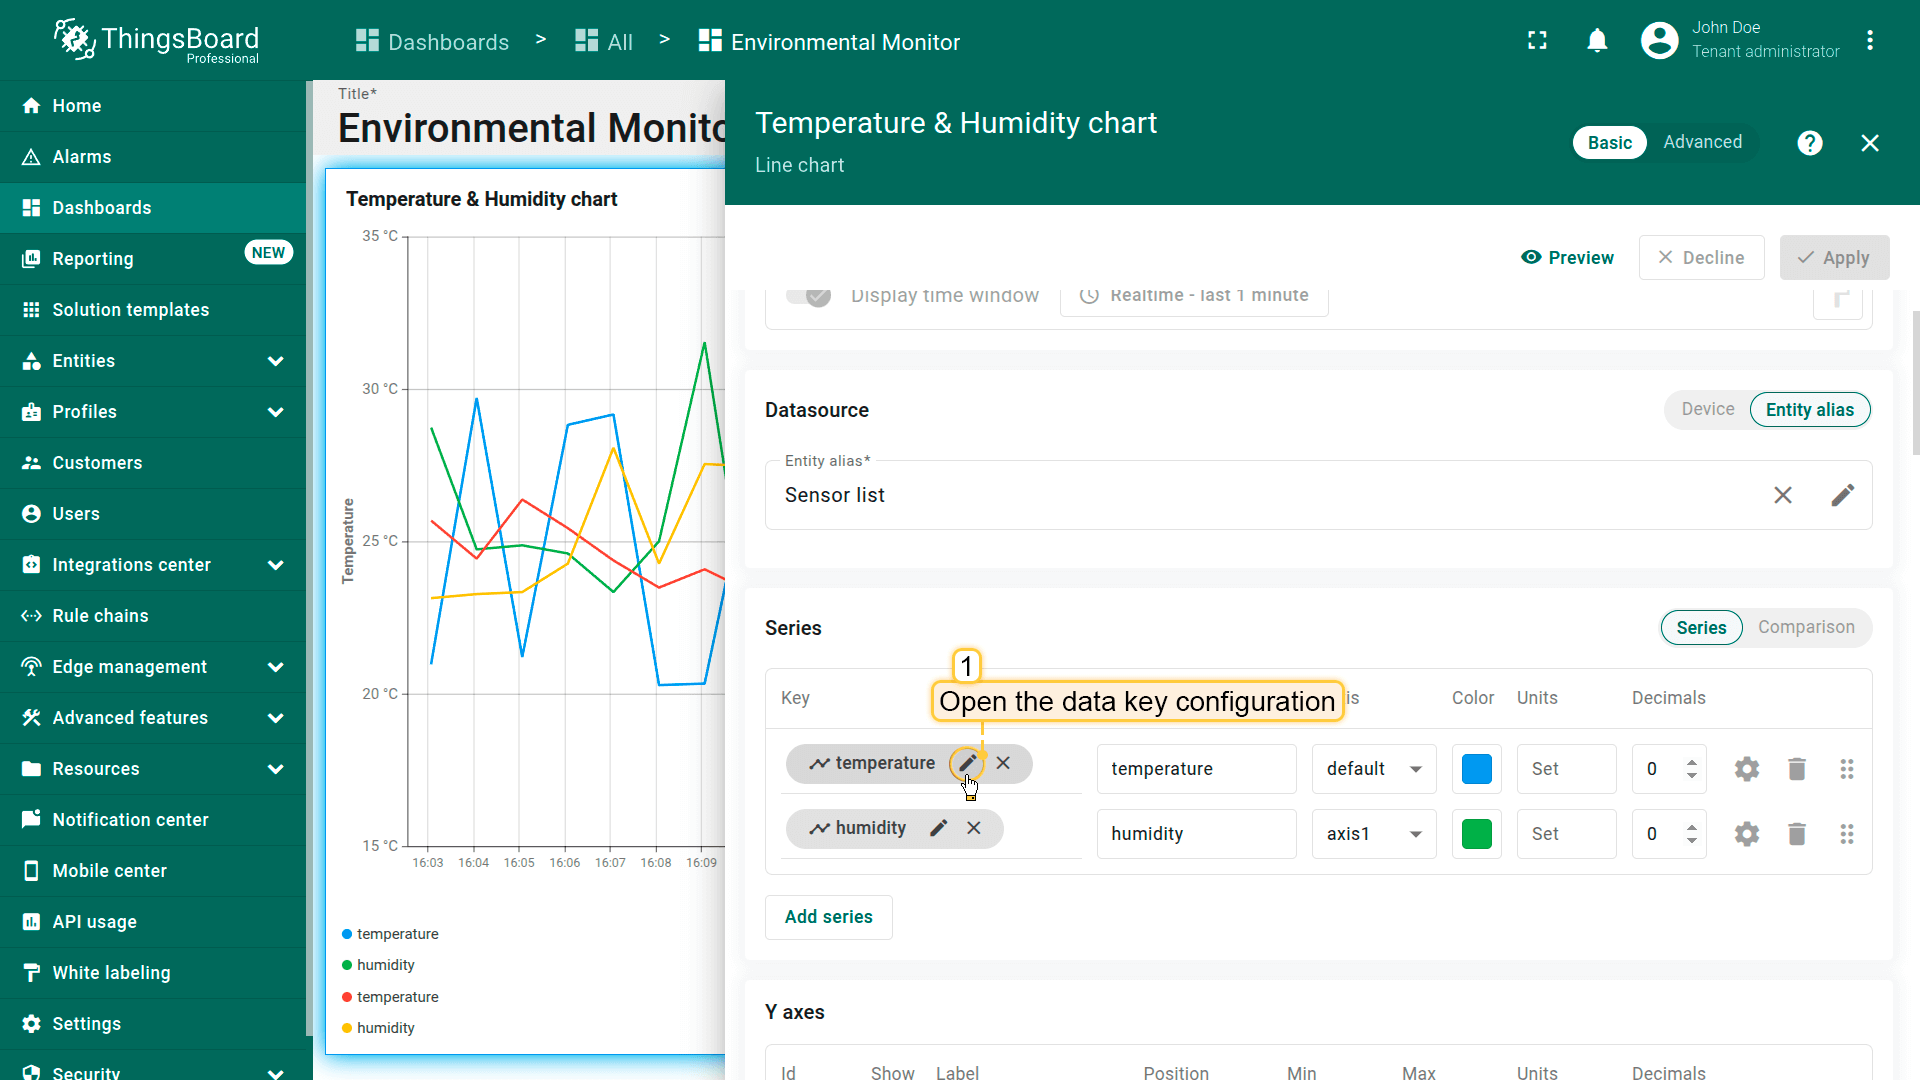 ThingsBoard
Professional
Dashboards > All > Environmental Monitor
John Doe
Tenant administrator
Home
Alarms
Dashboards
Reporting
NEW
Solution templates
Entities
Profiles
Customers
Users
Integrations center
Rule chains
Edge management
Advanced features
Resources
Notification center
Mobile center
API usage
White labeling
Settings
Security
Title*
Environmental Monito
Temperature & Humidity chart
35 °C
30 °C
25 °C
20 °C
15 °C
Temperature
16:03 16:04 16:05 16:06 16:07 16:08 16:09
temperature
humidity
temperature
humidity
Temperature & Humidity chart
Line chart
Basic Advanced
Preview Decline Apply
Display time window Realtime - last 1 minute
Datasource
Device Entity alias
Entity alias*
Sensor list
Series
Series Comparison
1
Open the data key configuration
Key is Color Units Decimals
temperature temperature default Set 0
humidity humidity axis1 Set 0
Add series
Y axes
Id Show Label Position Min Max Units Decimals